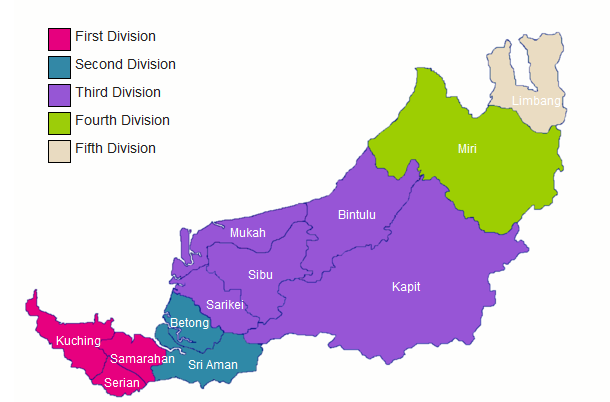 First Division
Second Division
Third Division
Fourth Division
Fifth Division
Limbang
Miri
Bintulu
Mukah
Sibu
Kapit
Sarikei
Betong
Kuching
Samarahan
Sri Aman
Serian